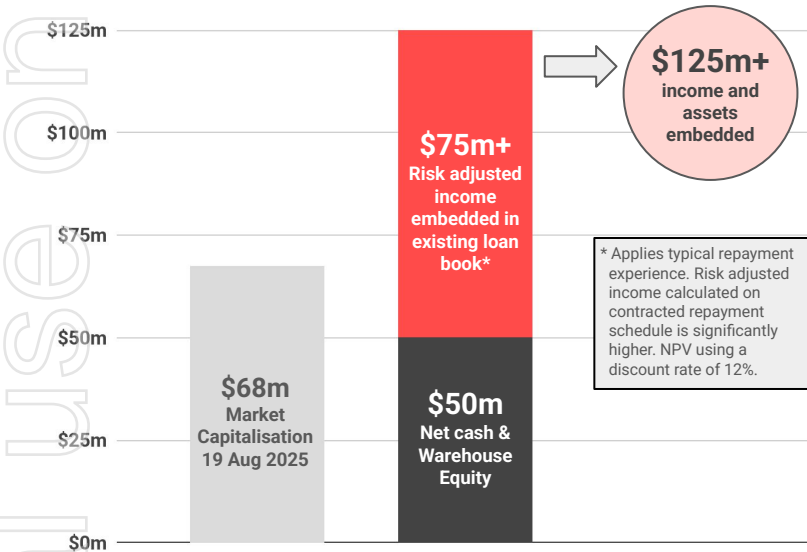 $125m
$100m
$75m
$50m
$25m
$0m
$68m
Market
Capitalisation
19 Aug 2025
$75m+
Risk adjusted
income
embedded in
existing loan
book*
$50m
Net cash &
Warehouse
Equity
$125m+
income and
assets
embedded
* Applies typical repayment
experience. Risk adjusted
income calculated on
contracted repayment
schedule is significantly
higher. NPV using a
discount rate of 12%.
l use on